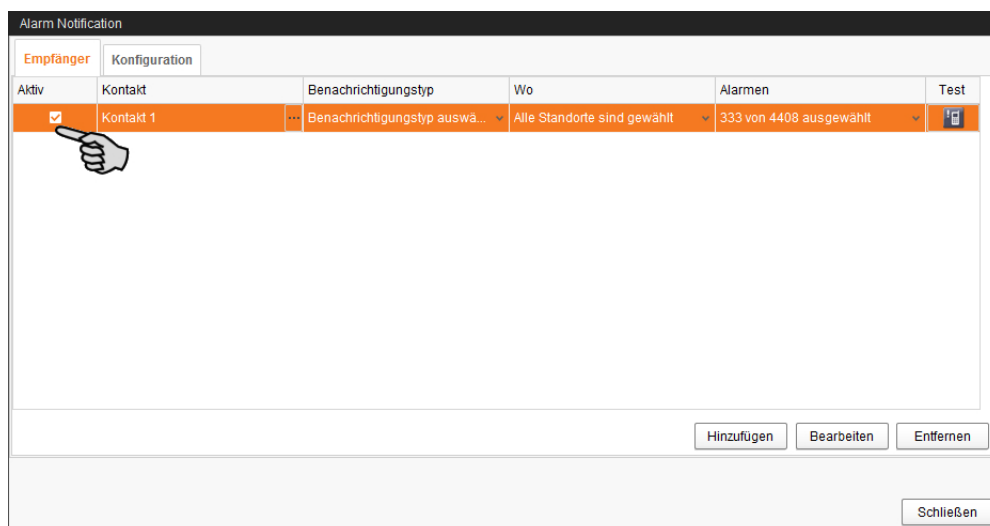 Alarm Notification
Empfänger Konfiguration
Aktiv Kontakt Benachrichtigungstyp Wo Alarmen Test
Kontakt 1 ... Benachrichtigungstyp auswä... Alle Standorte sind gewählt 333 von 4408 ausgewählt
Hinzufügen Bearbeiten Entfernen
Schließen